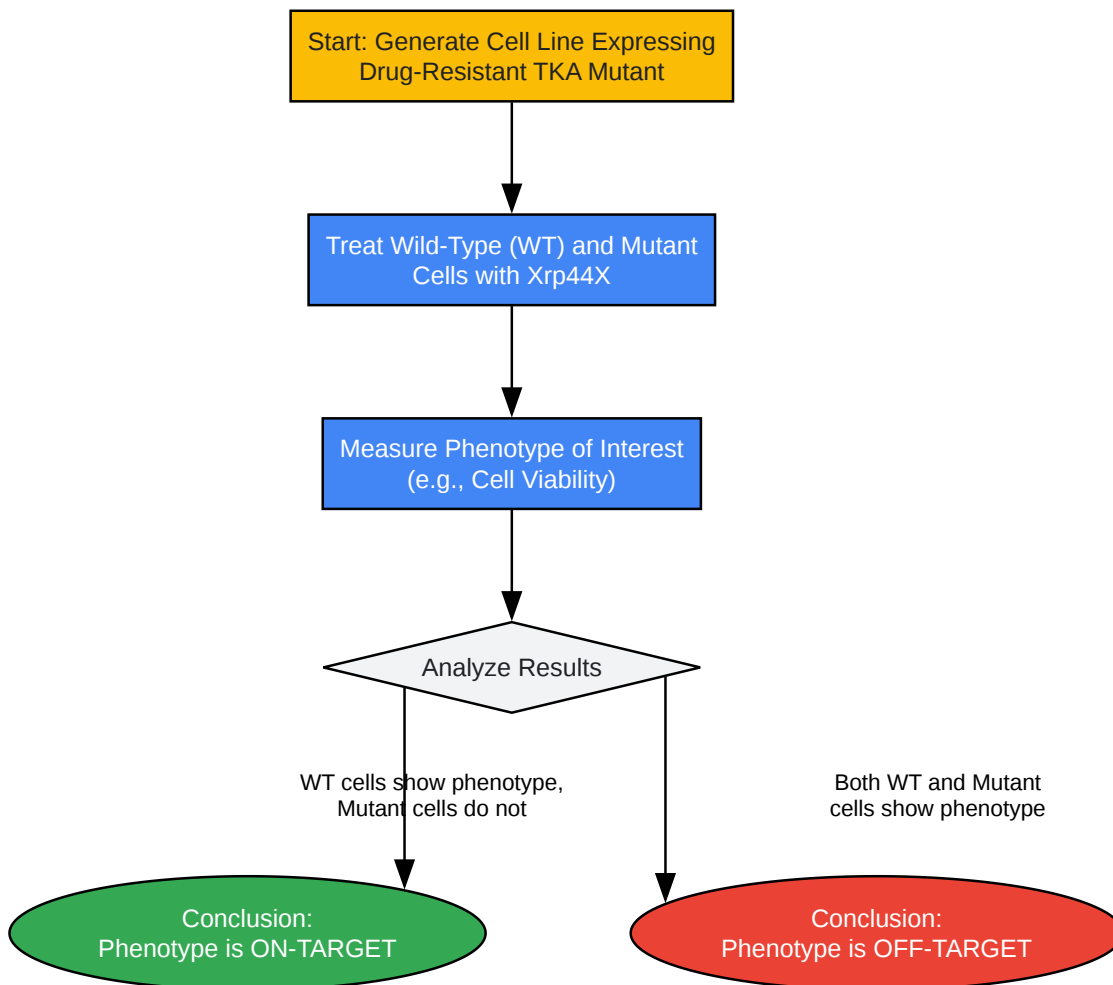 Start: Generate Cell Line Expressing
Drug-Resistant TKA Mutant
Treat Wild-Type (WT) and Mutant
Cells with Xrp44X
Measure Phenotype of Interest
(e.g., Cell Viability)
Analyze Results
WT cells show phenotype,
Mutant cells do not
Both WT and Mutant
cells show phenotype
Conclusion:
Phenotype is ON-TARGET
Conclusion:
Phenotype is OFF-TARGET